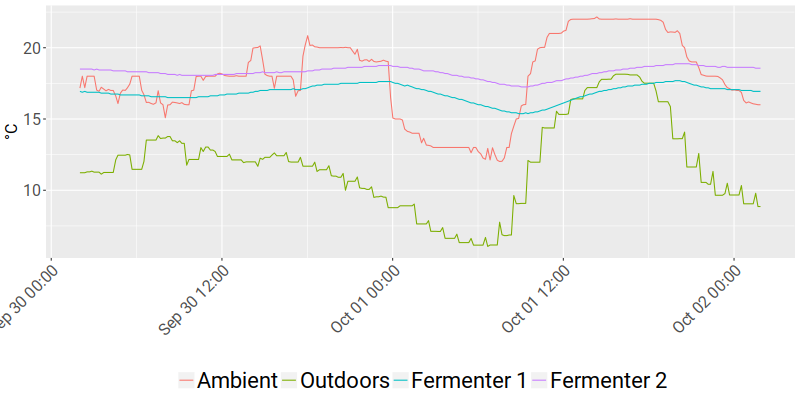 20
°C
15
10
ep 30 00:00
Sep 30 12:00
Oct 01 00:00
Oct 01 12:00
Oct 02 00:00
Ambient Outdoors Fermenter 1 Fermenter 2